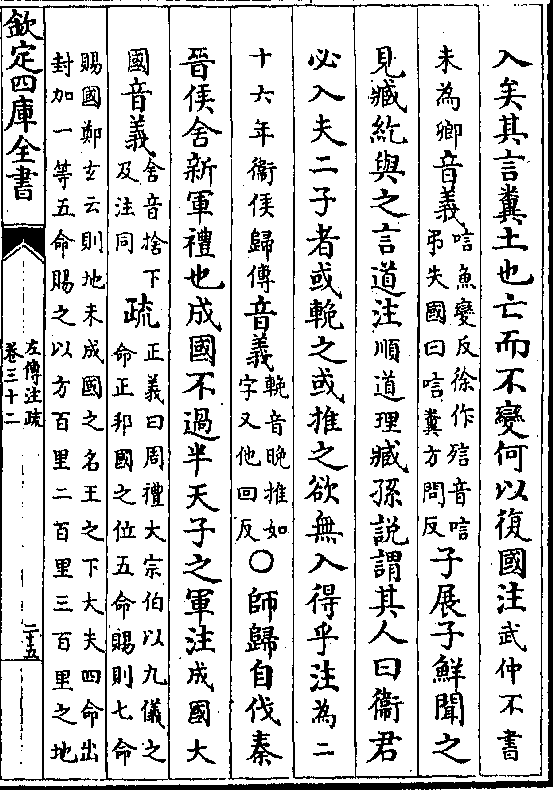 入矣其言糞土也亡而不變何以復國注武仲不書
未為卿音義唁魚變反徐作殗音唁
弔失國曰唁糞方問反子展子鮮聞之
見臧紇與之言道注順道理臧孫説謂其人曰衞君
必入夫二子者或輓之或推之欲無入得乎注為二
十六年衞侯歸傳音義輓音晚推如
字又他回反○師歸自伐秦
晉侯舍新軍禮也成國不過半天子之軍注成國大
國音義舍音捨下
及注同疏正義曰周禮大宗伯以九儀之
命正邦國之位五命賜則七命
賜國鄭玄云則地未成國之名王之下大夫四命出
封加一等五命賜之以方百里二百里三百里之地
欽定四庫全書
左傳注疏
卷三十二
二十五